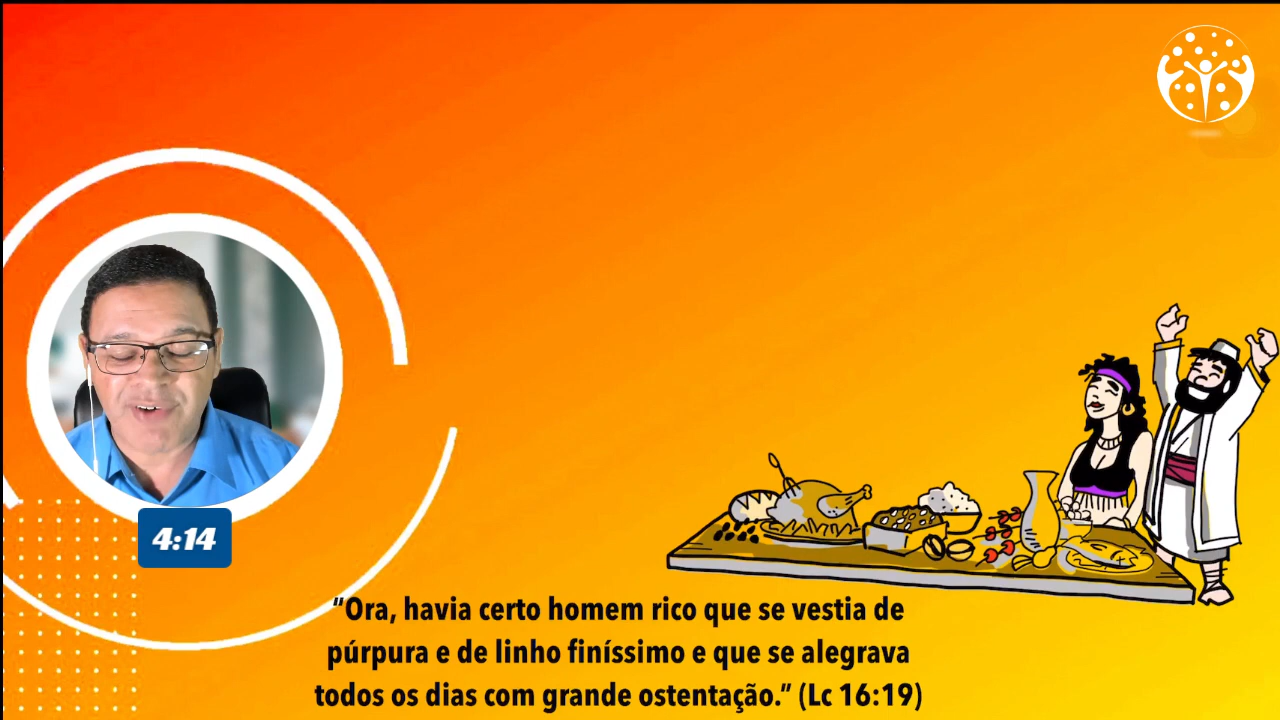 4:14
"Ora, havia certo homem rico que se vestia de
púrpura e de linho finíssimo e que se alegrava
todos os dias com grande ostentação." (Lc 16:19)